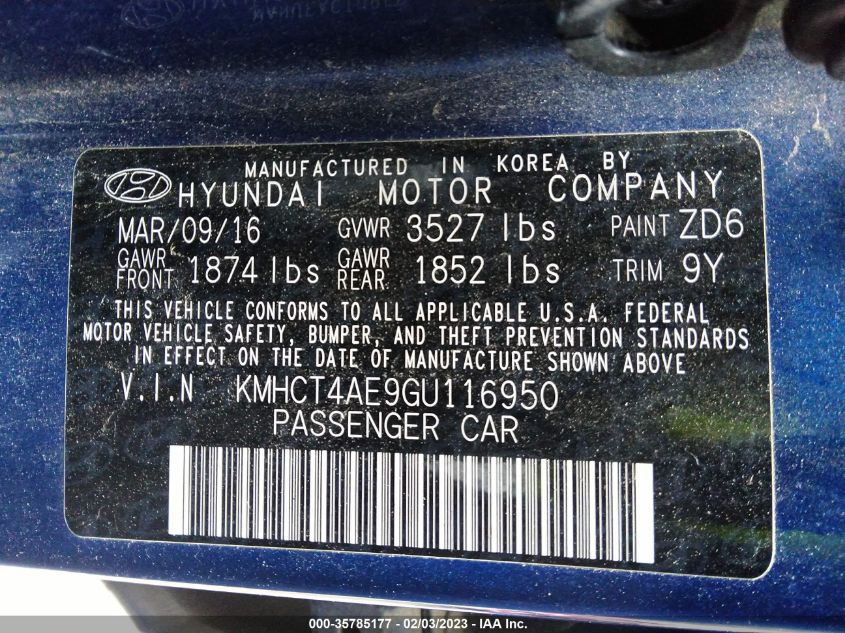 MANUFACTURED IN KOREA BY
HYUNDAI MOTOR COMPANY
MAR/09/16 GVWR 3527 lbs PAINT ZD6
GAWR FRONT 1874 lbs GAWR REAR 1852 lbs TRIM 9Y
THIS VEHICLE CONFORMS TO ALL APPLICABLE U.S.A. FEDERAL
MOTOR VEHICLE SAFETY, BUMPER, AND THEFT PREVENTION STANDARDS
IN EFFECT ON THE DATE OF MANUFACTURE SHOWN ABOVE
V.I.N KMHCT4AE9GU116950
PASSENGER CAR
000-35785177 - 02/03/2023 - IAA Inc.